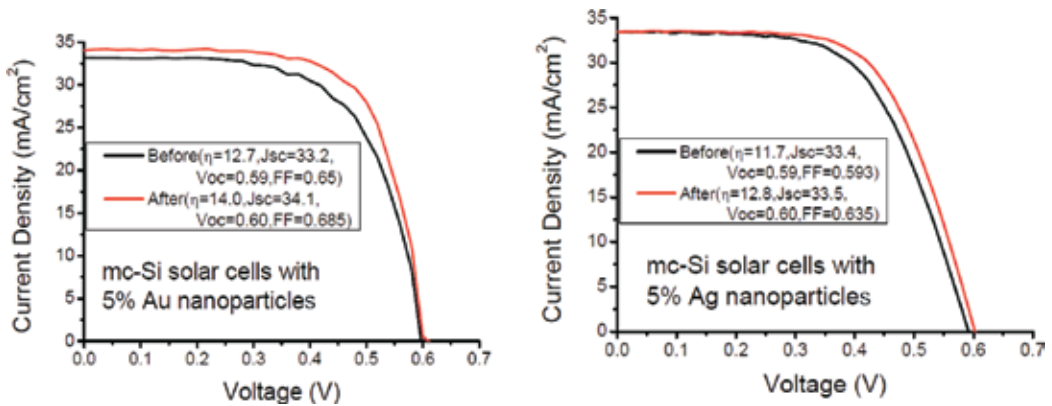 35
30
25
20
15
10
5
0
Current Density (mA/cm²)
Before(η=12.7,Jsc=33.2,
Voc=0.59,FF=0.65)
After(η=14.0,Jsc=34.1,
Voc=0.60,FF=0.685)
mc-Si solar cells with
5% Au nanoparticles
0.0 0.1 0.2 0.3 0.4 0.5 0.6 0.7
Voltage (V)
35
30
25
20
15
10
5
0
Current Density (mA/cm²)
Before(η=11.7,Jsc=33.4,
Voc=0.59,FF=0.593)
After(η=12.8,Jsc=33.5,
Voc=0.60,FF=0.635)
mc-Si solar cells with
5% Ag nanoparticles
0.0 0.1 0.2 0.3 0.4 0.5 0.6 0.7
Voltage (V)